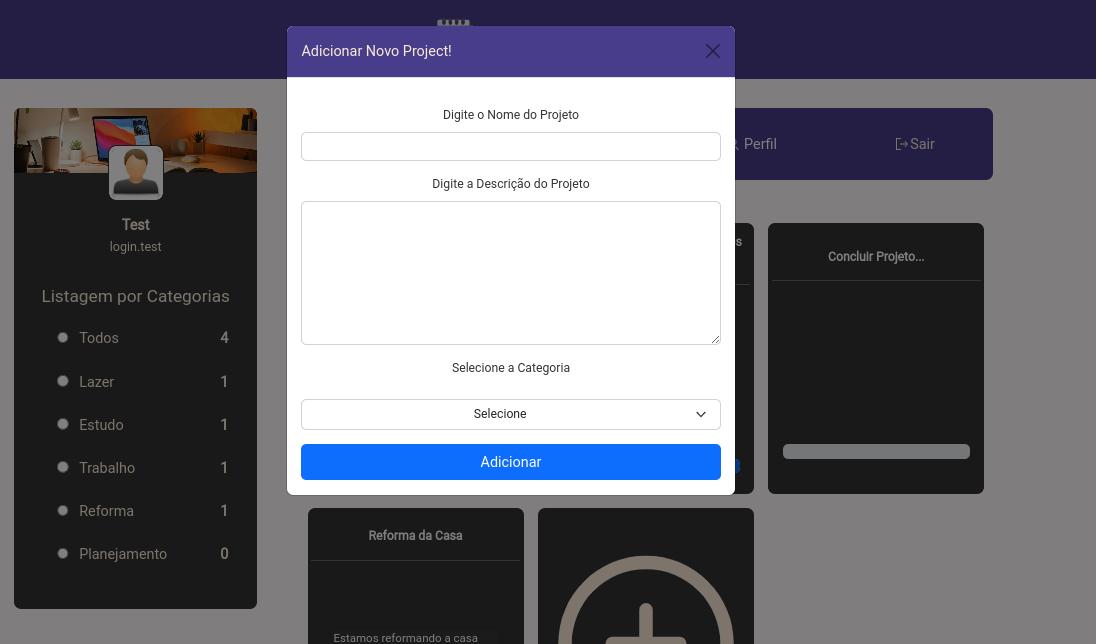 Adicionar Novo Project!
Digite o Nome do Projeto
Digite a Descrição do Projeto
Selecione a Categoria
Selecione
Adicionar
Perfil
Sair
Test
login.test
Listagem por Categorias
Todos 4
Lazer 1
Estudo 1
Trabalho 1
Reforma 1
Planejamento 0
s
Concluir Projeto...
Reforma da Casa
Estamos reformando a casa